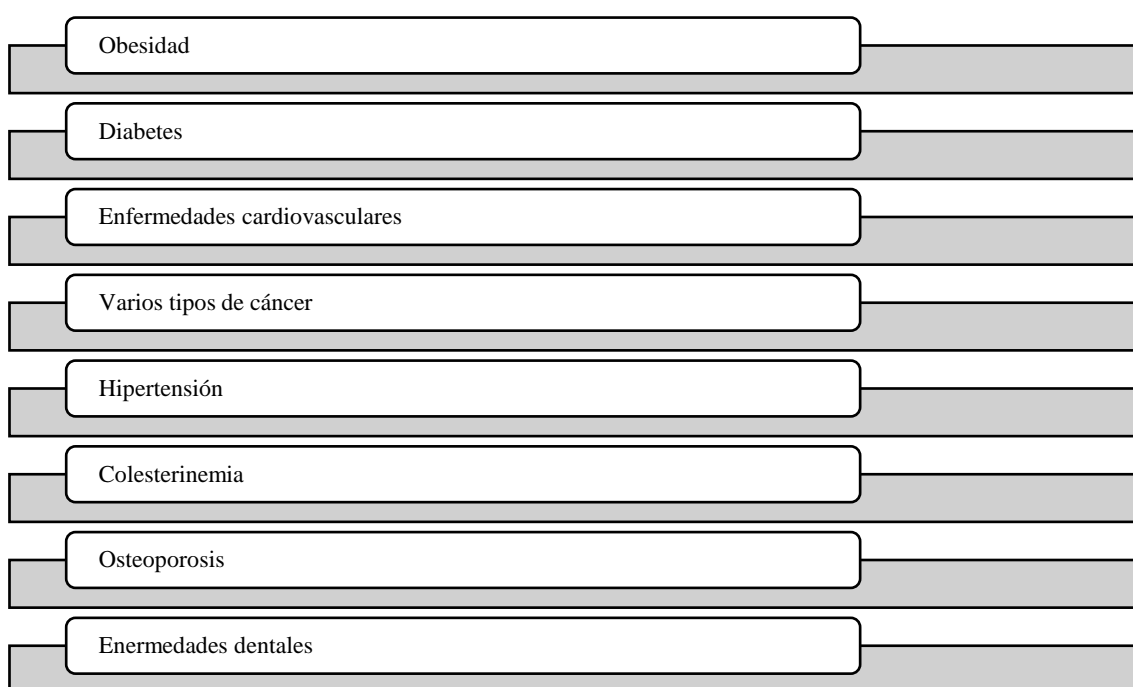 Obesidad
Diabetes
Enfermedades cardiovasculares
Varios tipos de cáncer
Hipertensión
Colesterinemia
Osteoporosis
Enermedades dentales